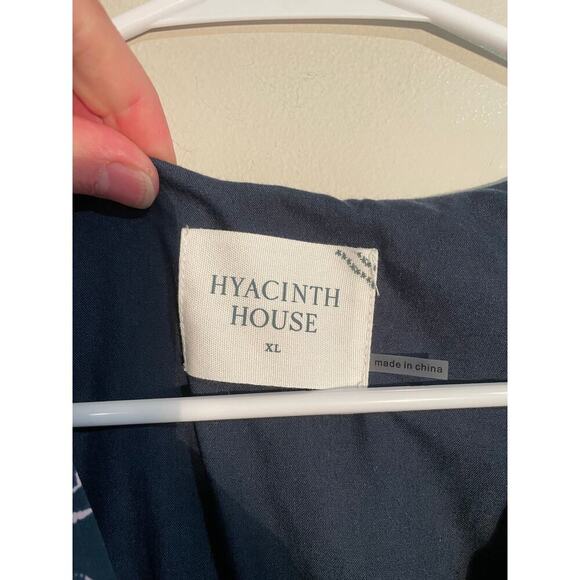 HYACINTH
HOUSE
XL
made in china